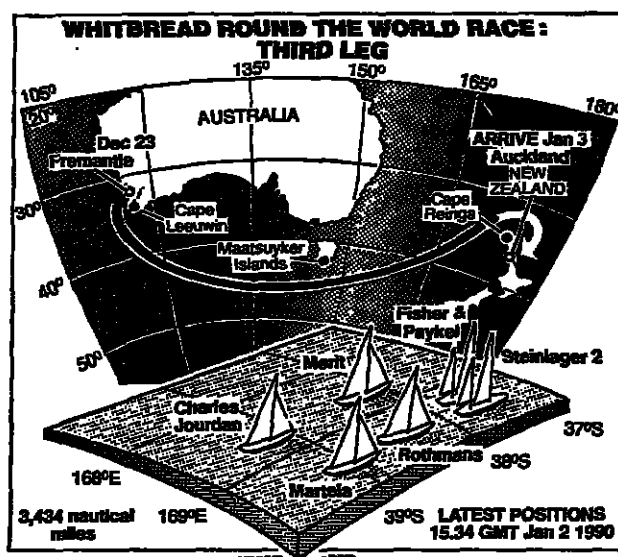 WHITBREAD ROUND THE WORLD RACE:
THIRD LEG
105º
20º
135º
150º
165º
180º
AUSTRALIA
Dec 23
Fremantle
ARRIVE Jan 3
Auckland
NEW
ZEALAND
30º
Cape
Leeuwin
Cape
Reinga
Maatsuyker
Islands
40º
50º
Fisher &
Paykel
Steinlager 2
Merit
Charles
Jourdan
Rothmans
Martela
37ºS
38ºS
39ºS
168ºE
169ºE
3,434 nautical
miles
LATEST POSITIONS
15.34 GMT Jan 2 1990